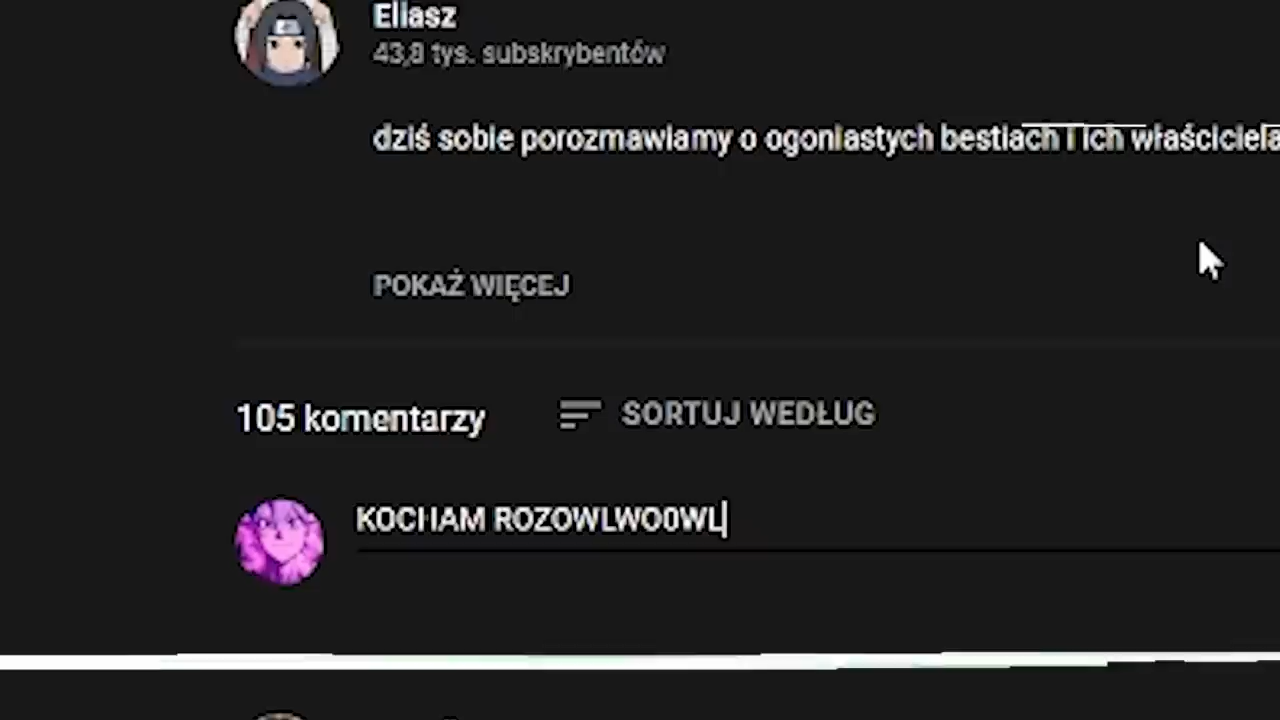 Eliasz
43,8 tys. subskrybentów
dziś sobie porozmawiamy o ogoniastych bestiach i ich
POKAŻ WIĘCEJ
105 komentarzy
SORTUJ WEDŁUG
KOCHAM ROZOWLWO0WL